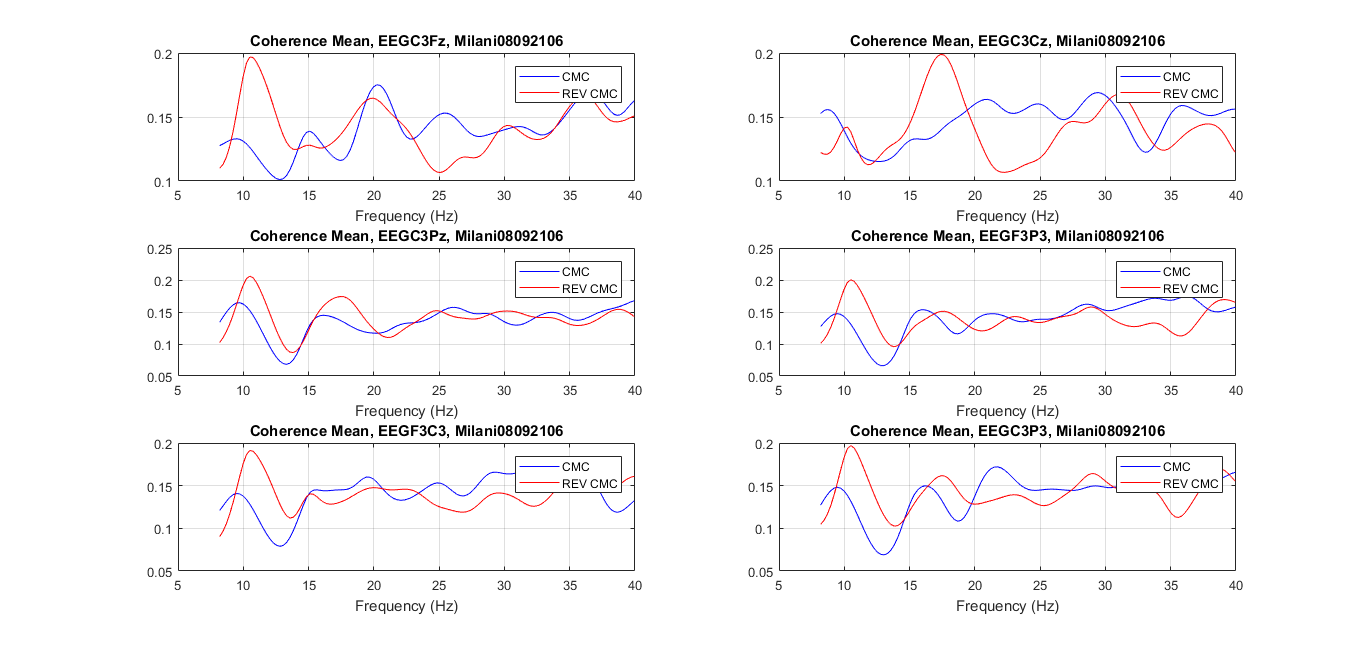 Coherence Mean, EEGC3Fz, Milani08092106
0.2
0.15
0.1
CMC
REV CMC
5 10 15 20 25 30 35 40
Frequency (Hz)
Coherence Mean, EEGC3Cz, Milani08092106
0.2
0.15
0.1
CMC
REV CMC
5 10 15 20 25 30 35 40
Frequency (Hz)
Coherence Mean, EEGC3Pz, Milani08092106
0.25
0.2
0.15
0.1
0.05
CMC
REV CMC
5 10 15 20 25 30 35 40
Frequency (Hz)
Coherence Mean, EEGF3P3, Milani08092106
0.25
0.2
0.15
0.1
0.05
CMC
REV CMC
5 10 15 20 25 30 35 40
Frequency (Hz)
Coherence Mean, EEGF3C3, Milani08092106
0.2
0.15
0.1
0.05
CMC
REV CMC
5 10 15 20 25 30 35 40
Frequency (Hz)
Coherence Mean, EEGC3P3, Milani08092106
0.2
0.15
0.1
0.05
CMC
REV CMC
5 10 15 20 25 30 35 40
Frequency (Hz)